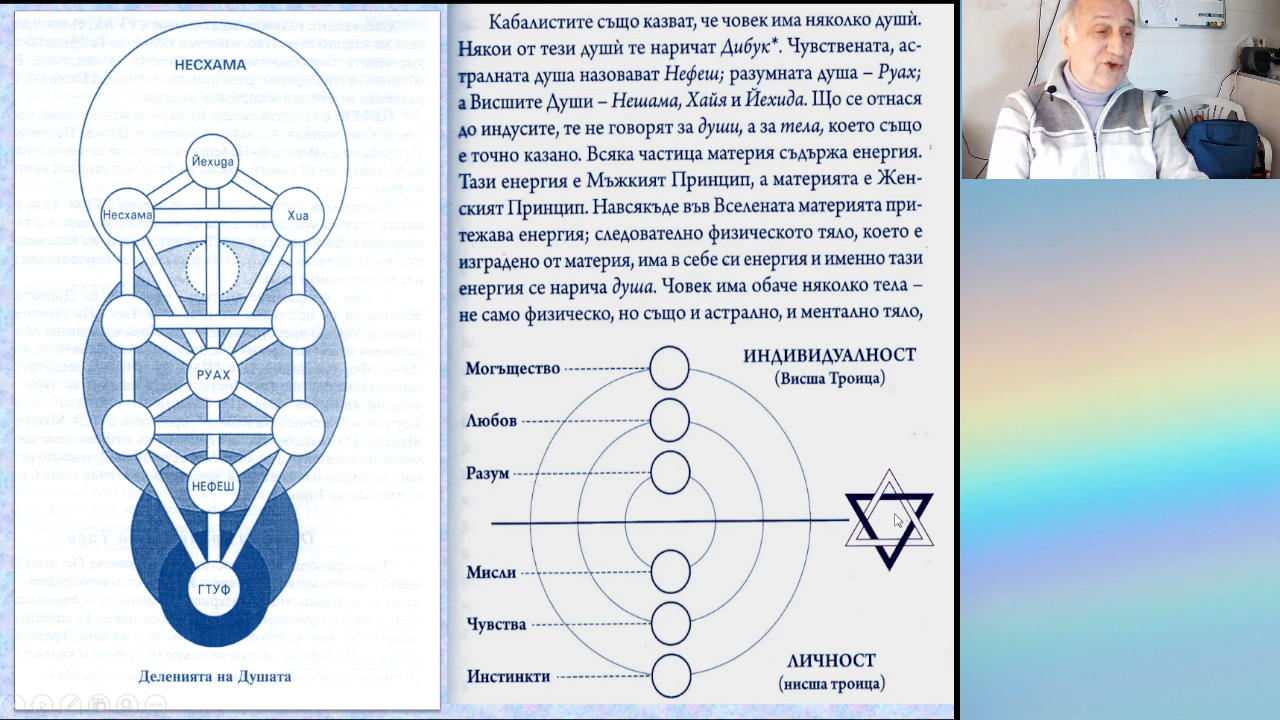 НЕСХАМА
Йехида
Несхама
Хиа
РУАХ
НЕФЕШ
ГТУФ
Деленията на Душата
Кабалистите също казват, че човек има няколко душѝ.
Някои от тези душѝ те наричат Дибук*. Чувствената, ас-
тралната душа назовават Нефеш; разумната душа – Руах;
а Висшите Души – Нешама, Хайя и Йехида. Що се отнася
до индусите, те не говорят за души, а за тела, което също
е точно казано. Всяка частица материя съдържа енергия.
Тази енергия е Мъжкият Принцип, а материята е Жен-
ският Принцип. Навсякъде във Вселената материята при-
тежава енергия; следователно физическото тяло, което е
изградено от материя, има в себе си енергия и именно тази
енергия се нарича душа. Човек има обаче няколко тела –
не само физическо, но също и астрално, и ментално тяло,
Могъщество
ИНДИВИДУАЛНОСТ
(Висша Троица)
Любов
Разум
Мисли
Чувства
Инстинкти
ЛИЧНОСТ
(нисша троица)